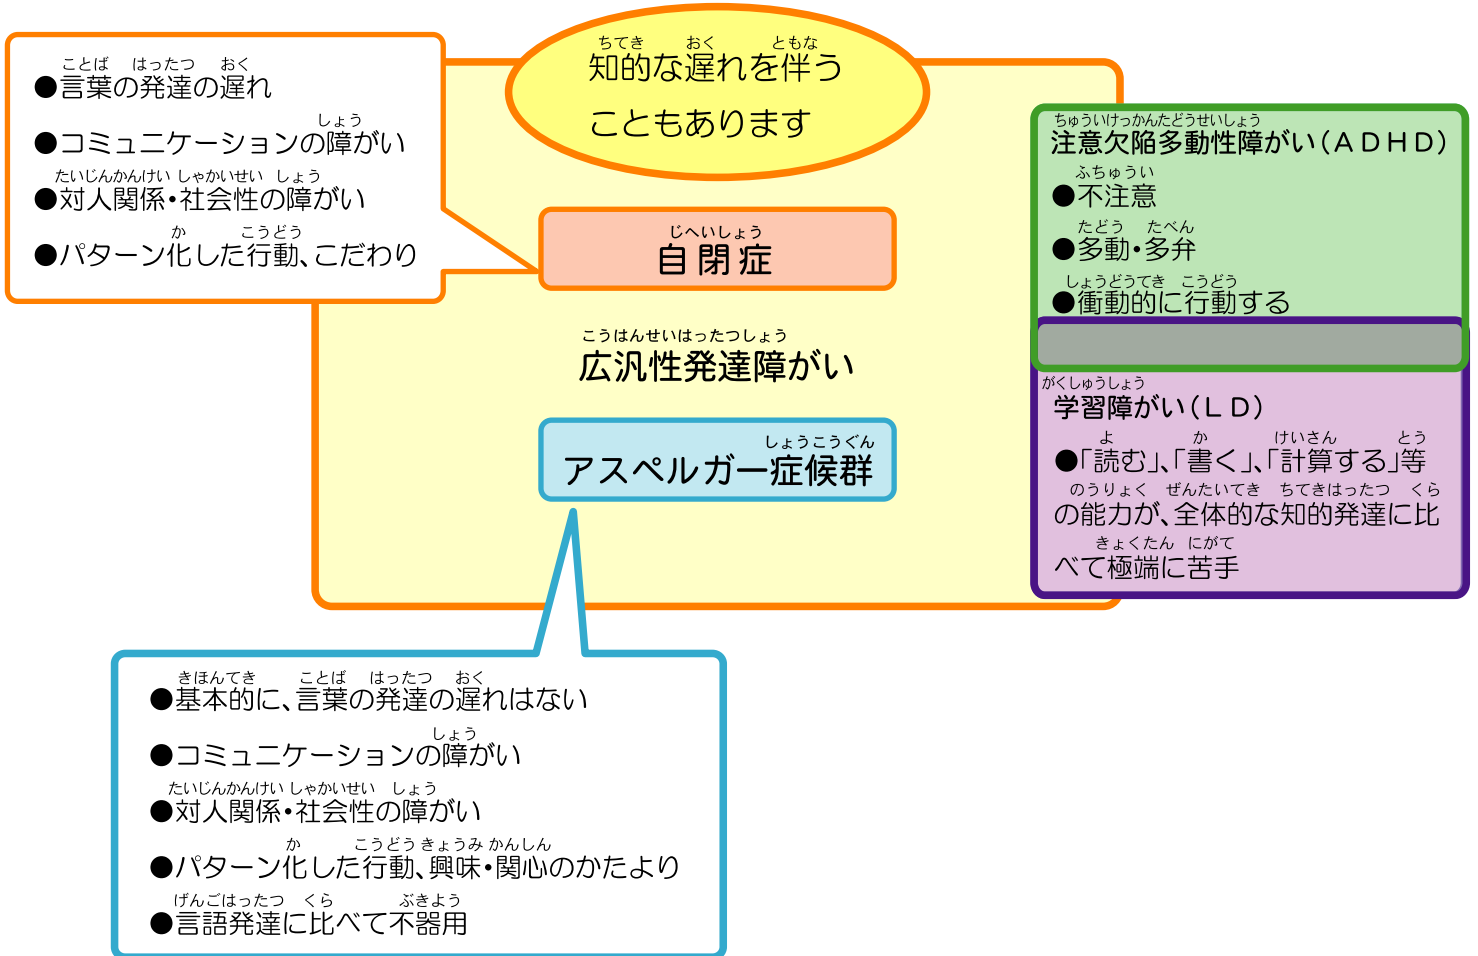 ちてき おく ともな
知的な遅れを伴う
こともあります
ことば はったつ おく
●言葉の発達の遅れ
しょう
●コミュニケーションの障がい
たいじんかんけい しゃかいせい しょう
●対人関係・社会性の障がい
か こうどう
●パターン化した行動、こだわり
じへいしょう
自閉症
こうはんせいはったつしょう
広汎性発達障がい
しょうこうぐん
アスペルガー症候群
ちゅういけっかんたどうせいしょう
注意欠陥多動性障がい(ADHD)
ふちゅうい
●不注意
たどう たべん
●多動・多弁
しょうどうてき こうどう
●衝動的に行動する
がくしゅうしょう
学習障がい(LD)
よ か けいさん とう
●「読む」、「書く」、「計算する」等
のうりょく ぜんたいてき ちてきはったつ くら
の能力が、全体的な知的発達に比
きょくたん にがて
べて極端に苦手
きほんてき ことば はったつ おく
●基本的に、言葉の発達の遅れはない
しょう
●コミュニケーションの障がい
たいじんかんけい しゃかいせい しょう
●対人関係・社会性の障がい
か こうどう きょうみ かんしん
●パターン化した行動、興味・関心のかたより
げんごはったつ くら ぶきよう
●言語発達に比べて不器用